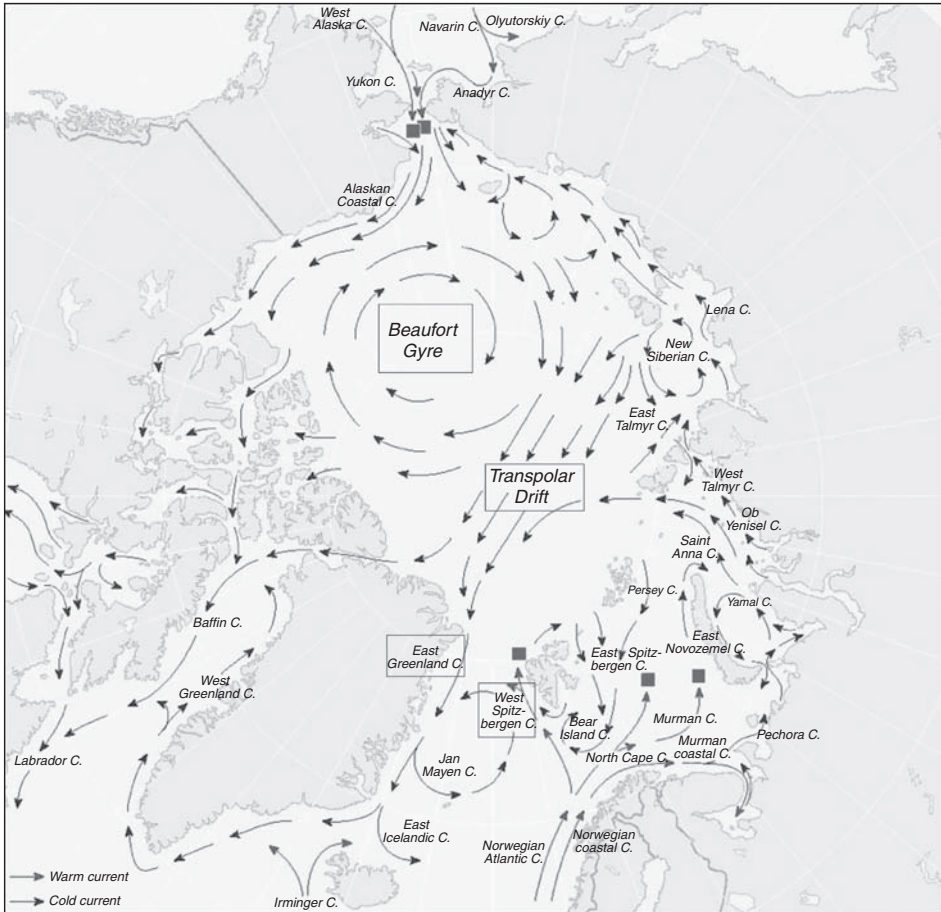 West
Alaska C.
Navarin C.
Olyutorskiy C.
Yukon C.
Anadyr C.
Alaskan
Coastal C.
Beaufort
Gyre
Lena C.
New
Siberian C.
East
Talmyr C.
Transpolar
Drift
West
Talmyr C.
Ob
Yenisel C.
Saint
Anna C.
Persey C.
Yamal C.
Baffin C.
East
Greenland C.
East Spitz-
bergen C.
East
Novozemel C.
West
Greenland C.
West
Spitz-
bergen C.
Bear
Island C.
Murman C.
Labrador C.
Jan
Mayen C.
North Cape C.
Murman
coastal C.
Pechora C.
East
Icelandic C.
Norwegian
Atlantic C.
Norwegian
coastal C.
Irminger C.
Warm current
Cold current